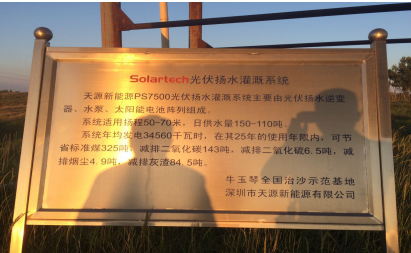 Solartech光伏扬水灌溉系统
天源新能源PS7500光伏扬水灌溉系统主要由光伏扬水逆变
器、水泵、太阳能电池阵列组成。
系统适用扬程50-70米，日供水量150-110吨
系统年均发电34560千瓦时，在其25年的使用年限内，可节
省标准煤325吨，减排二氧化碳143吨，减排二氧化硫6.5吨，减
排烟尘4.9吨，减排灰渣84.5吨。
牛玉琴全国治沙示范基地
深圳市天源新能源有限公司